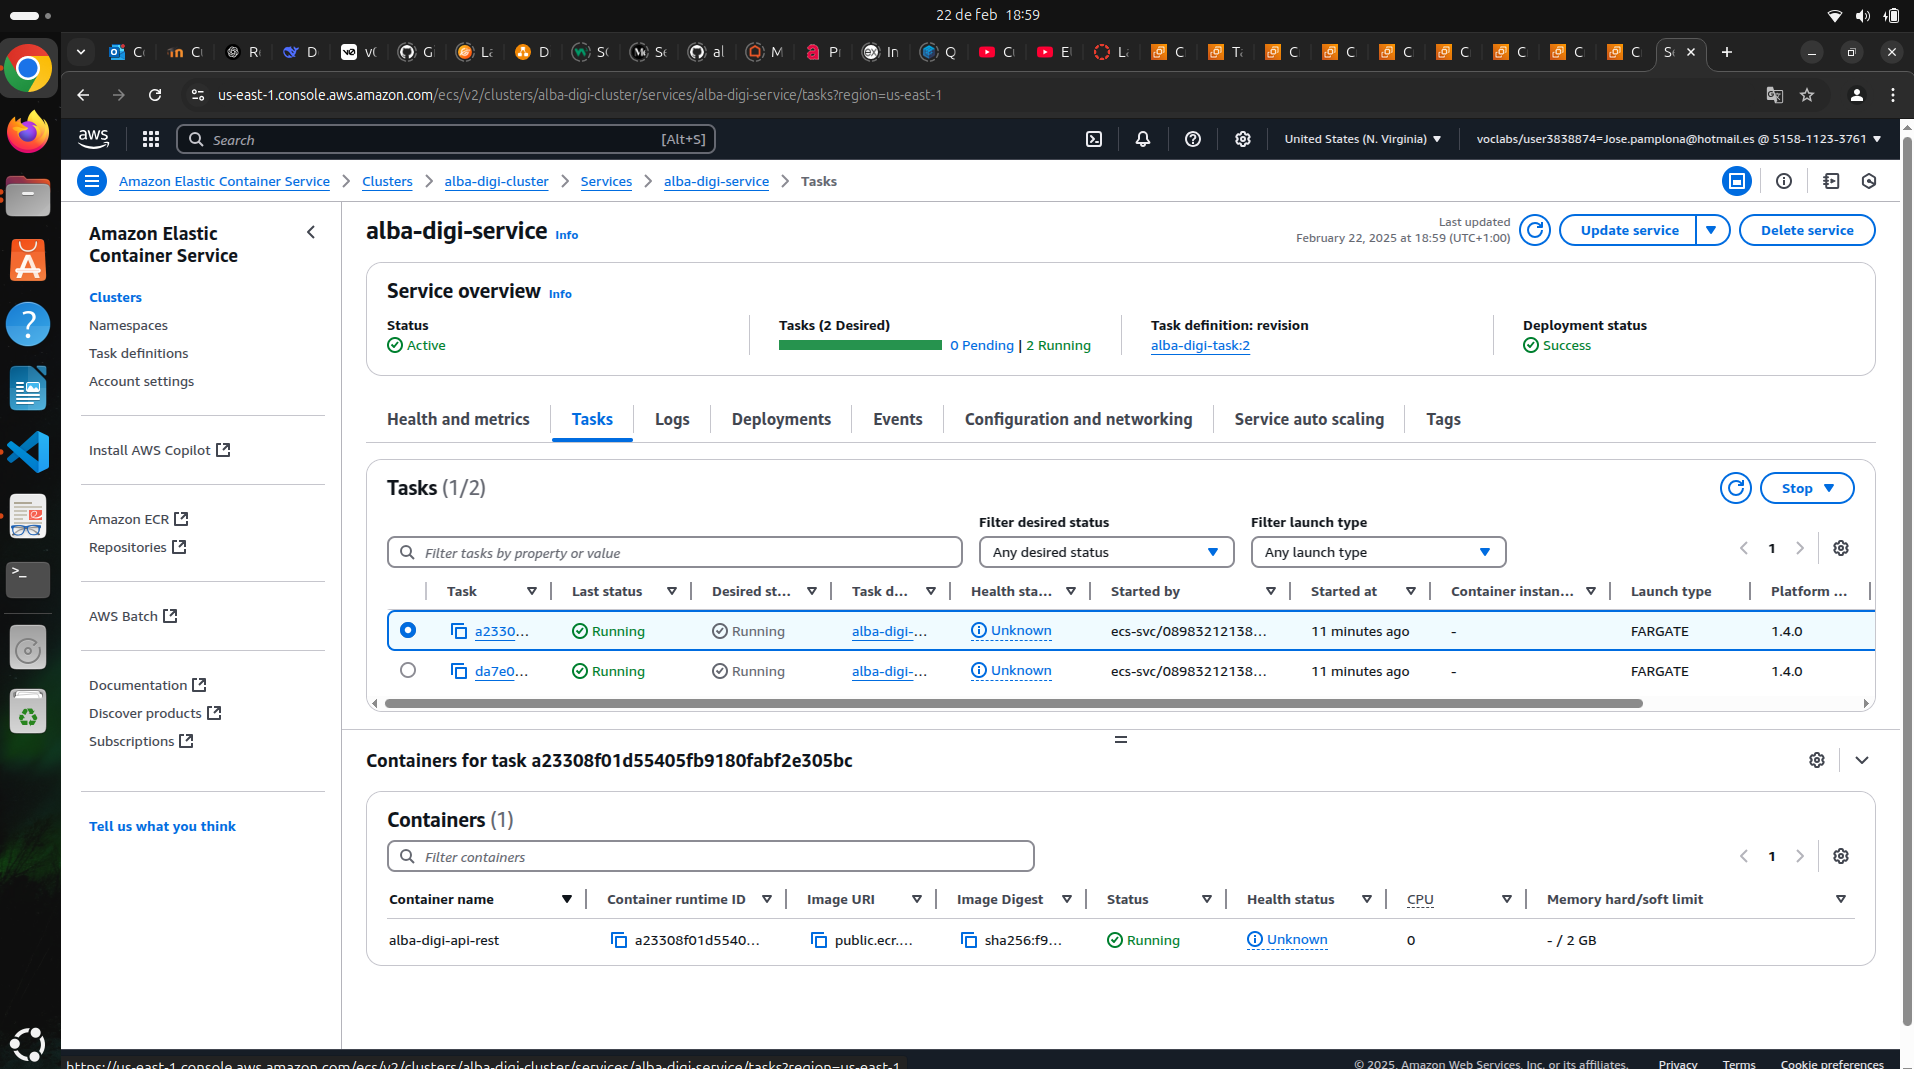 22 de feb 18:59
us-east-1.console.aws.amazon.com/ecs/v2/clusters/alba-digi-cluster/services/alba-digi-service/tasks?region=us-east-1
aws
Search [Alt+S]
United States (N. Virginia)
voclabs/user3838874=Jose.pamplona@hotmail.es @ 5158-1123-3761
Amazon Elastic Container Service
Clusters
alba-digi-cluster
Services
alba-digi-service
Tasks
Amazon Elastic
Container Service
Clusters
Namespaces
Task definitions
Account settings
Install AWS Copilot
Amazon ECR
Repositories
AWS Batch
Documentation
Discover products
Subscriptions
Tell us what you think
alba-digi-service Info
Last updated
February 22, 2025 at 18:59 (UTC+1:00)
Update service
Delete service
Service overview Info
Status
Active
Tasks (2 Desired)
0 Pending | 2 Running
Task definition: revision
alba-digi-task:2
Deployment status
Success
Health and metrics
Tasks
Logs
Deployments
Events
Configuration and networking
Service auto scaling
Tags
Tasks (1/2)
Stop
Filter tasks by property or value
Filter desired status
Any desired status
Filter launch type
Any launch type
1
Task Last status Desired st... Task d... Health sta... Started by Started at Container instan... Launch type Platform ...
a2330... Running Running alba-digi-... Unknown ecs-svc/08983212138... 11 minutes ago - FARGATE 1.4.0
da7e0... Running Running alba-digi-... Unknown ecs-svc/08983212138... 11 minutes ago - FARGATE 1.4.0
Containers for task a23308f01d55405fb9180fabf2e305bc
Containers (1)
Filter containers
1
Container name Container runtime ID Image URI Image Digest Status Health status CPU Memory hard/soft limit
alba-digi-api-rest a23308f01d5540... public.ecr.... sha256:f9... Running Unknown 0 - / 2 GB
https://us-east-1.console.aws.amazon.com/ecs/v2/clusters/alba-digi-cluster/services/alba-digi-service/tasks?region=us-east-1
© 2025, Amazon Web Services, Inc. or its affiliates.
Privacy
Terms
Cookie preferences